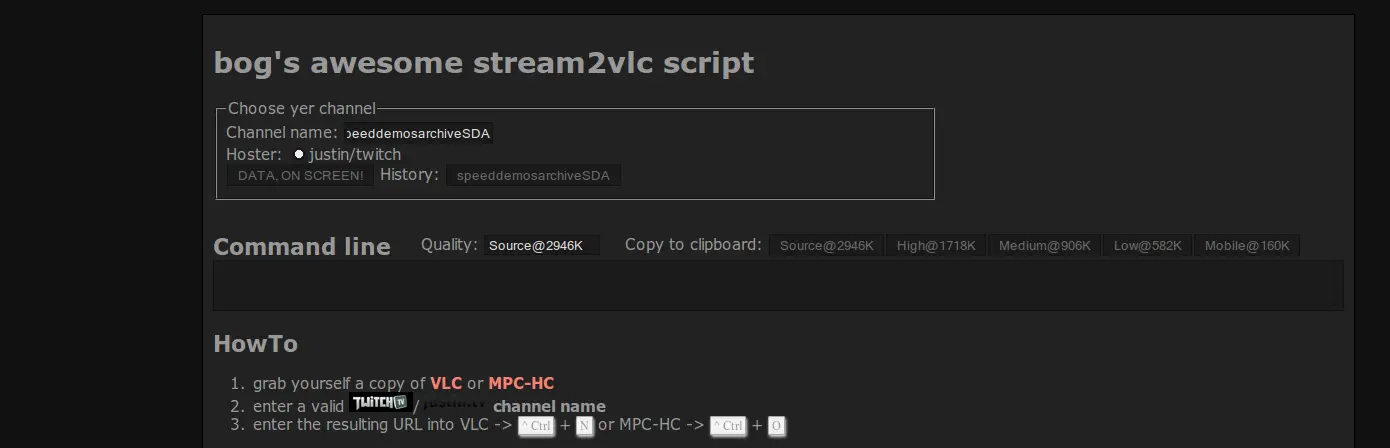 bog's awesome stream2vlc script
Choose yer channel
Channel name: peeddemosarchiveSDA
Hoster: justin/twitch
DATA, ON SCREEN! History: speeddemosarchiveSDA
Command line Quality: Source@2946K Copy to clipboard: Source@2946K High@1718K Medium@906K Low@582K Mobile@160K
HowTo
1. grab yourself a copy of VLC or MPC-HC
2. enter a valid TWITCH TV / justin.tv channel name
3. enter the resulting URL into VLC -> ^ Ctrl + N or MPC-HC -> ^ Ctrl + O